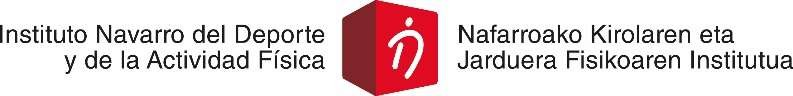 Instituto Navarro del Deporte
y de la Actividad Física
Nafarroako Kirolaren eta
Jarduera Fisikoaren Institutua